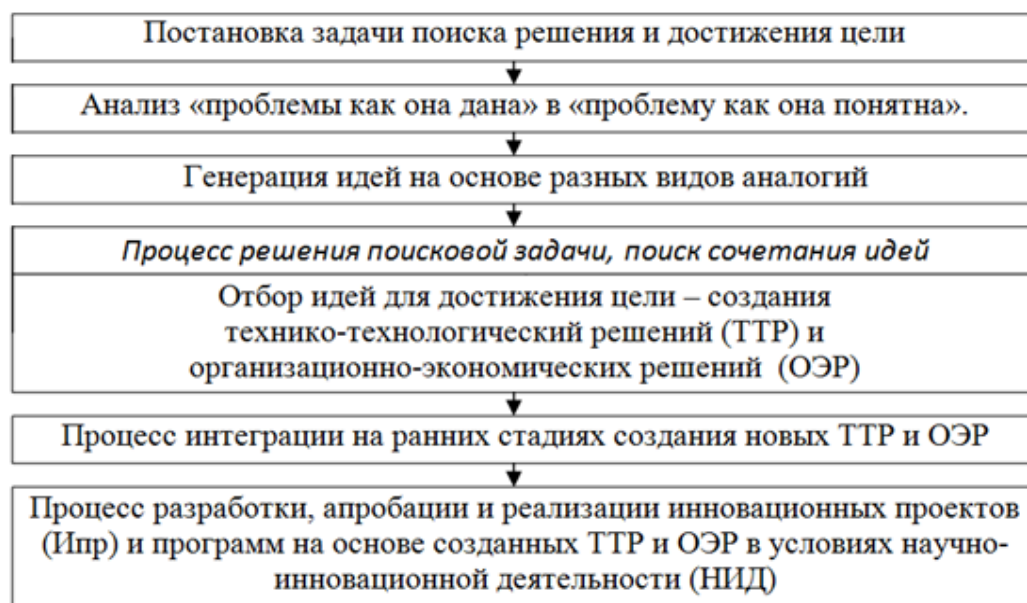 Постановка задачи поиска решения и достижения цели
Анализ «проблемы как она дана» в «проблему как она понятна».
Генерация идей на основе разных видов аналогий
Процесс решения поисковой задачи, поиск сочетания идей
Отбор идей для достижения цели – создания
технико-технологический решений (ТТР) и
организационно-экономических решений (ОЭР)
Процесс интеграции на ранних стадиях создания новых ТТР и ОЭР
Процесс разработки, апробации и реализации инновационных проектов
(Ипр) и программ на основе созданных ТТР и ОЭР в условиях научно-
инновационной деятельности (НИД)